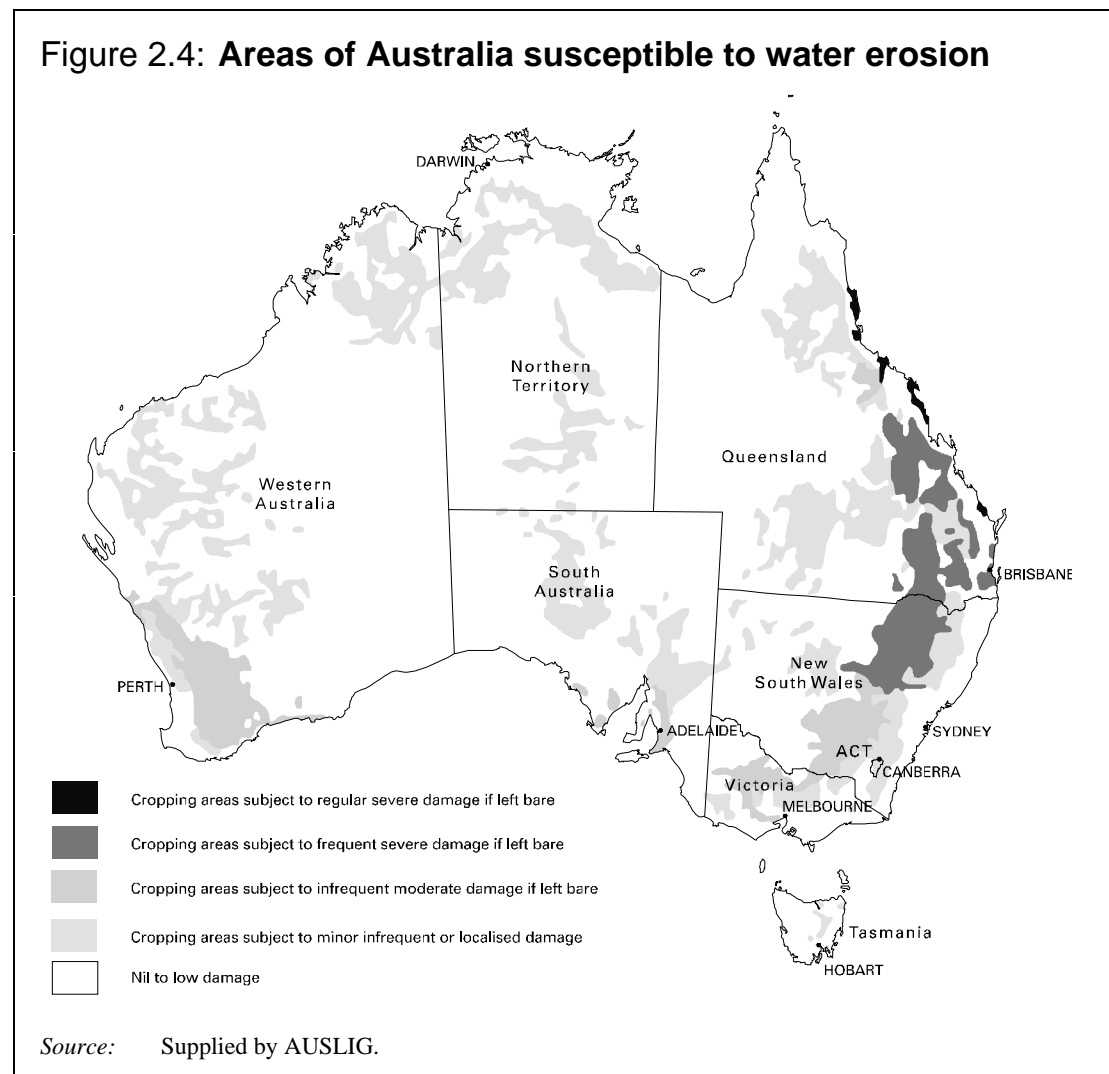 Figure 2.4: Areas of Australia susceptible to water erosion
DARWIN
Northern
Territory
Queensland
Western
Australia
South
Australia
BRISBANE
New
South Wales
PERTH
ADELAIDE
SYDNEY
ACT
CANBERRA
Victoria
MELBOURNE
Tasmania
HOBART
Cropping areas subject to regular severe damage if left bare
Cropping areas subject to frequent severe damage if left bare
Cropping areas subject to infrequent moderate damage if left bare
Cropping areas subject to minor infrequent or localised damage
Nil to low damage
Source: Supplied by AUSLIG.